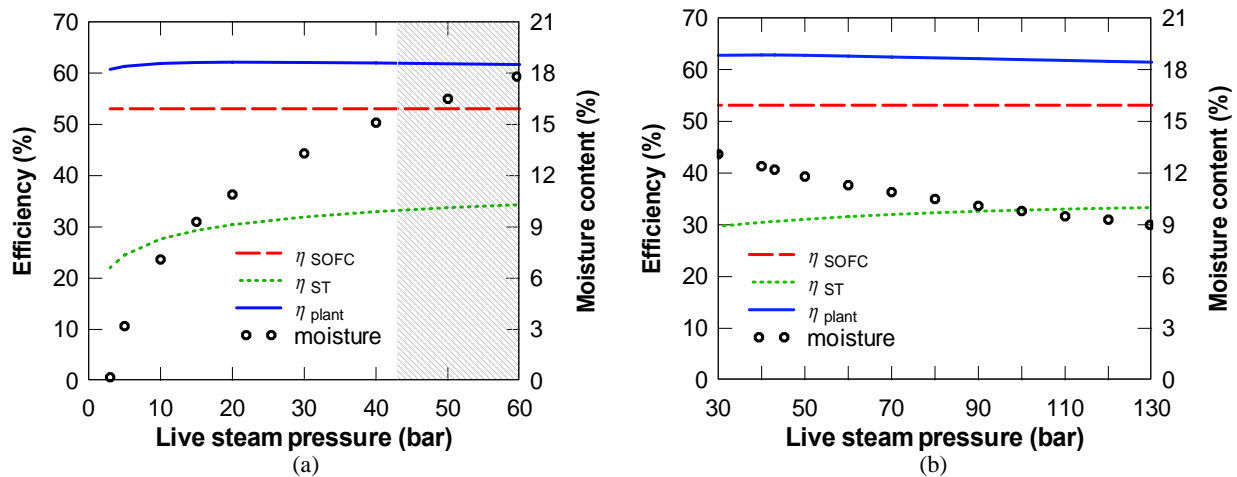 70
60
50
40
30
20
10
0
Efficiency (%)
21
18
15
12
9
6
3
0
Moisture content (%)
η SOFC
η ST
η plant
moisture
0 10 20 30 40 50 60
Live steam pressure (bar)
(a)
70
60
50
40
30
20
10
0
Efficiency (%)
21
18
15
12
9
6
3
0
Moisture content (%)
η SOFC
η ST
η plant
moisture
30 50 70 90 110 130
Live steam pressure (bar)
(b)